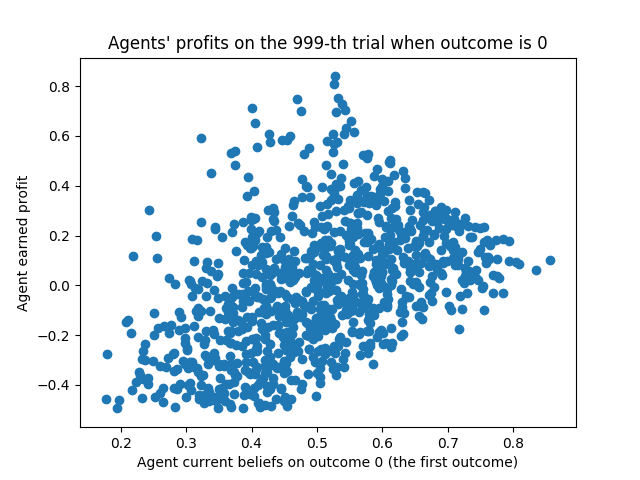 Agents' profits on the 999-th trial when outcome is 0
0.8
0.6
0.4
0.2
0.0
−0.2
−0.4
Agent earned profit
0.2 0.3 0.4 0.5 0.6 0.7 0.8
Agent current beliefs on outcome 0 (the first outcome)